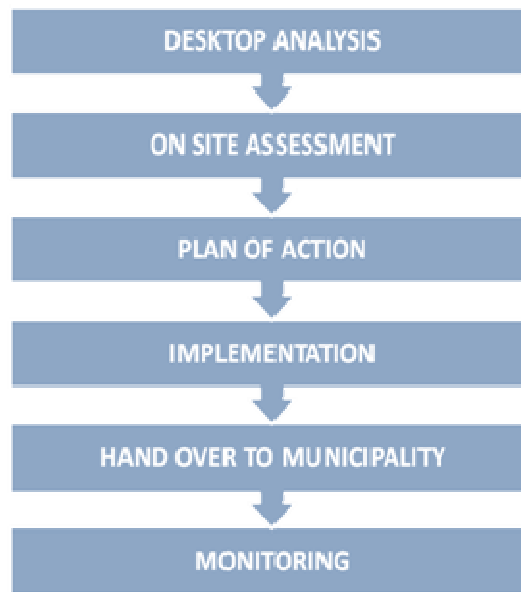 DESKTOP ANALYSIS
ON SITE ASSESSMENT
PLAN OF ACTION
IMPLEMENTATION
HAND OVER TO MUNICIPALITY
MONITORING